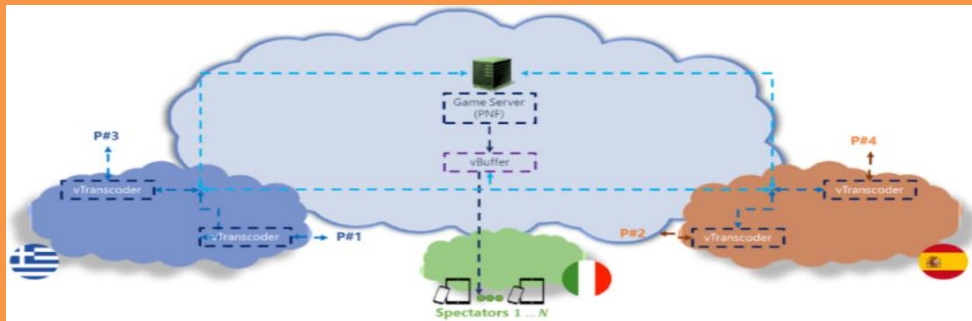 Game Server
(PNF)
P#3
P#4
vBuffer
vTranscoder
vTranscoder
vTranscoder
P#1
P#2
vTranscoder
Spectators 1 ... N